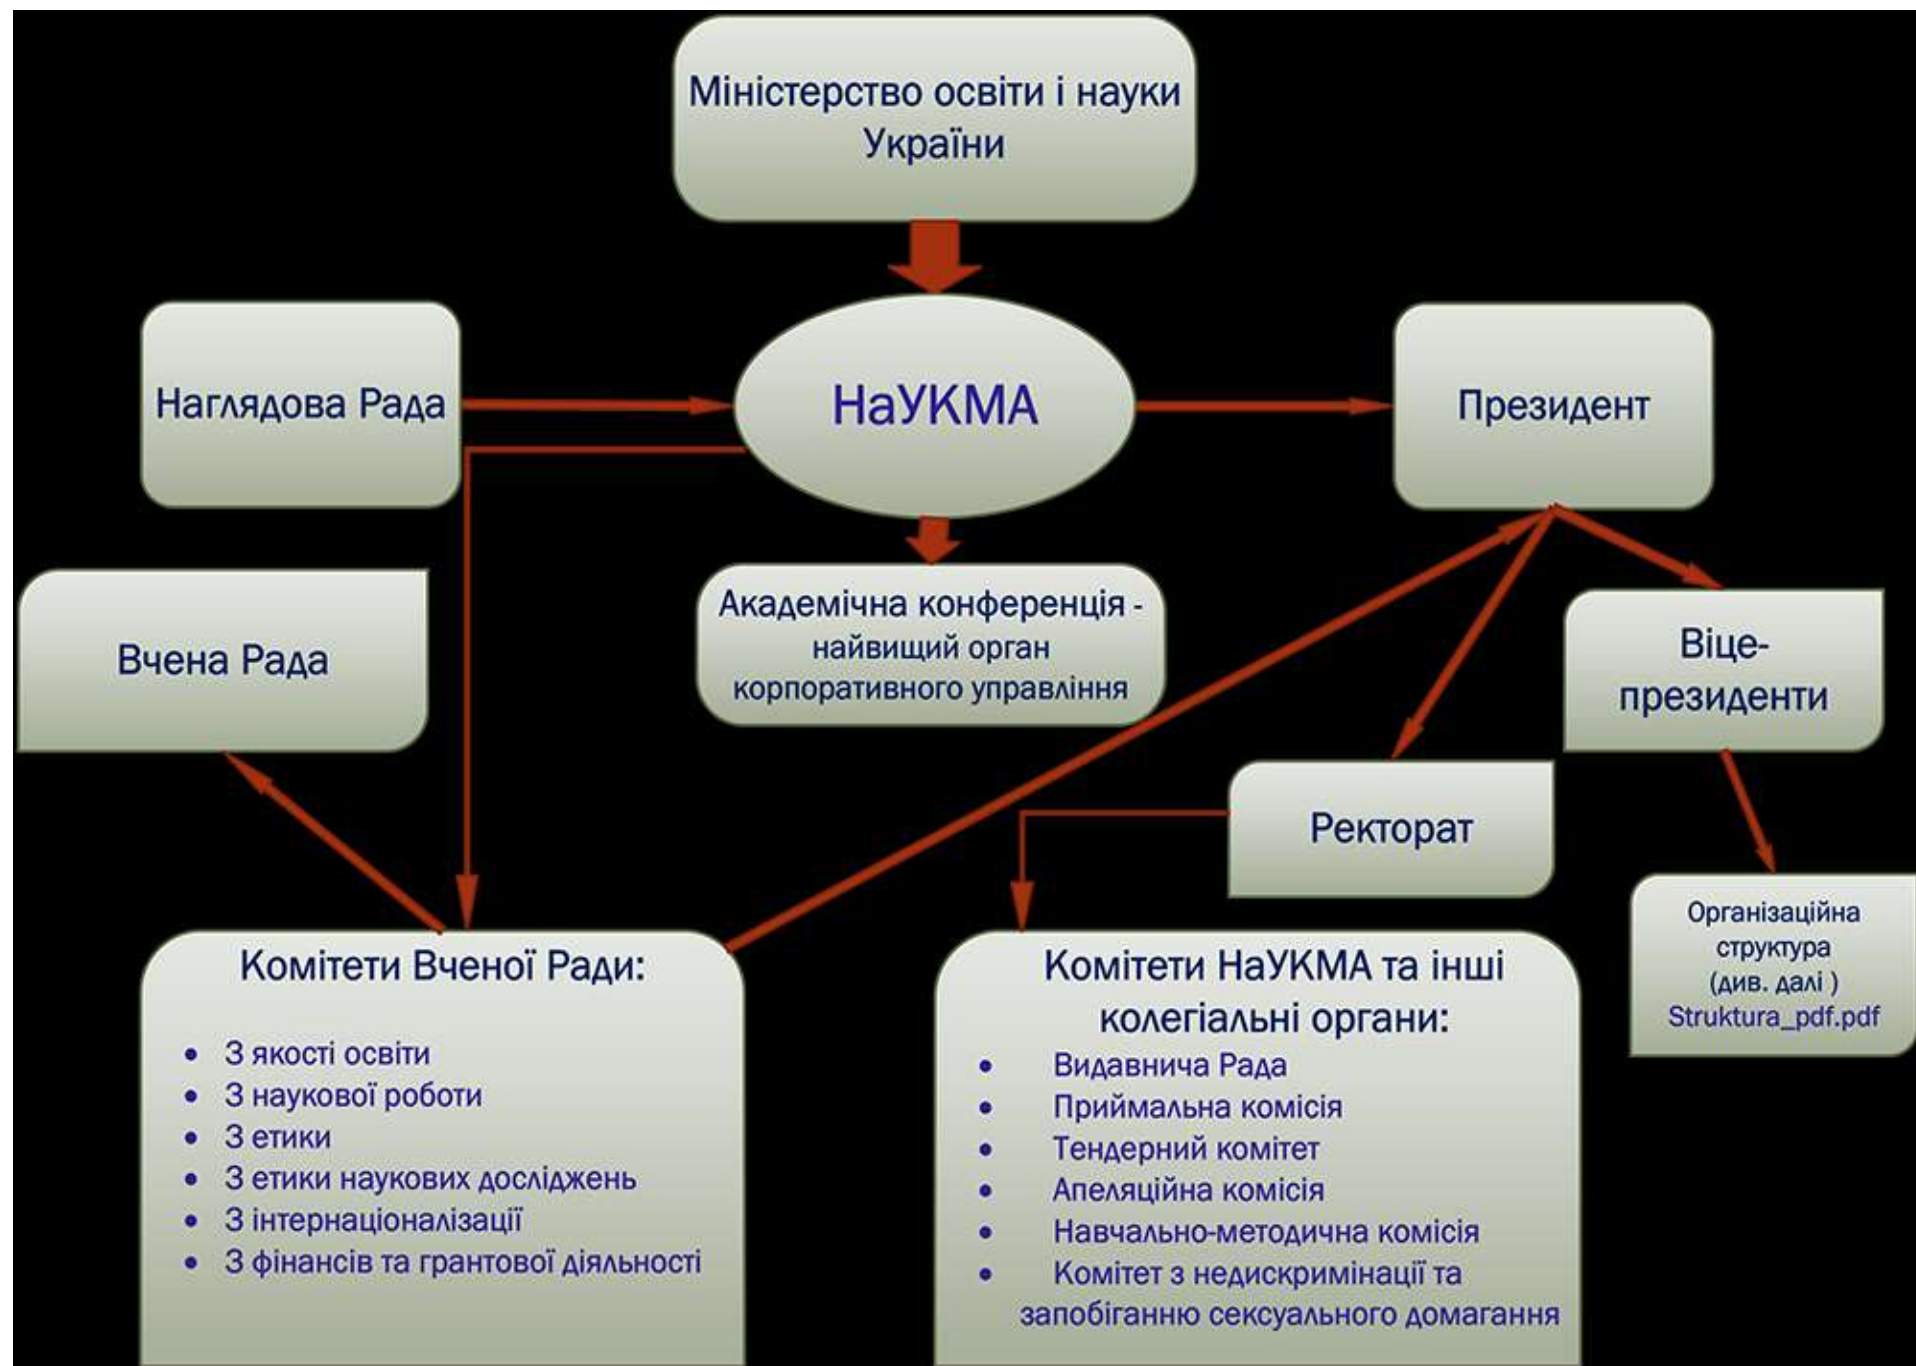 Міністерство освіти і науки
України
Наглядова Рада
НаУКМА
Президент
Вчена Рада
Академічна конференція -
найвищий орган
корпоративного управління
Віце-
президенти
Ректорат
Організаційна
структура
(див. далі )
Struktura_pdf.pdf
Комітети Вченої Ради:
• З якості освіти
• З наукової роботи
• З етики
• З етики наукових досліджень
• З інтернаціоналізації
• З фінансів та грантової діяльності
Комітети НаУКМА та інші
колегіальні органи:
• Видавнича Рада
• Приймальна комісія
• Тендерний комітет
• Апеляційна комісія
• Навчально-методична комісія
• Комітет з недискримінації та
запобіганню сексуального домагання